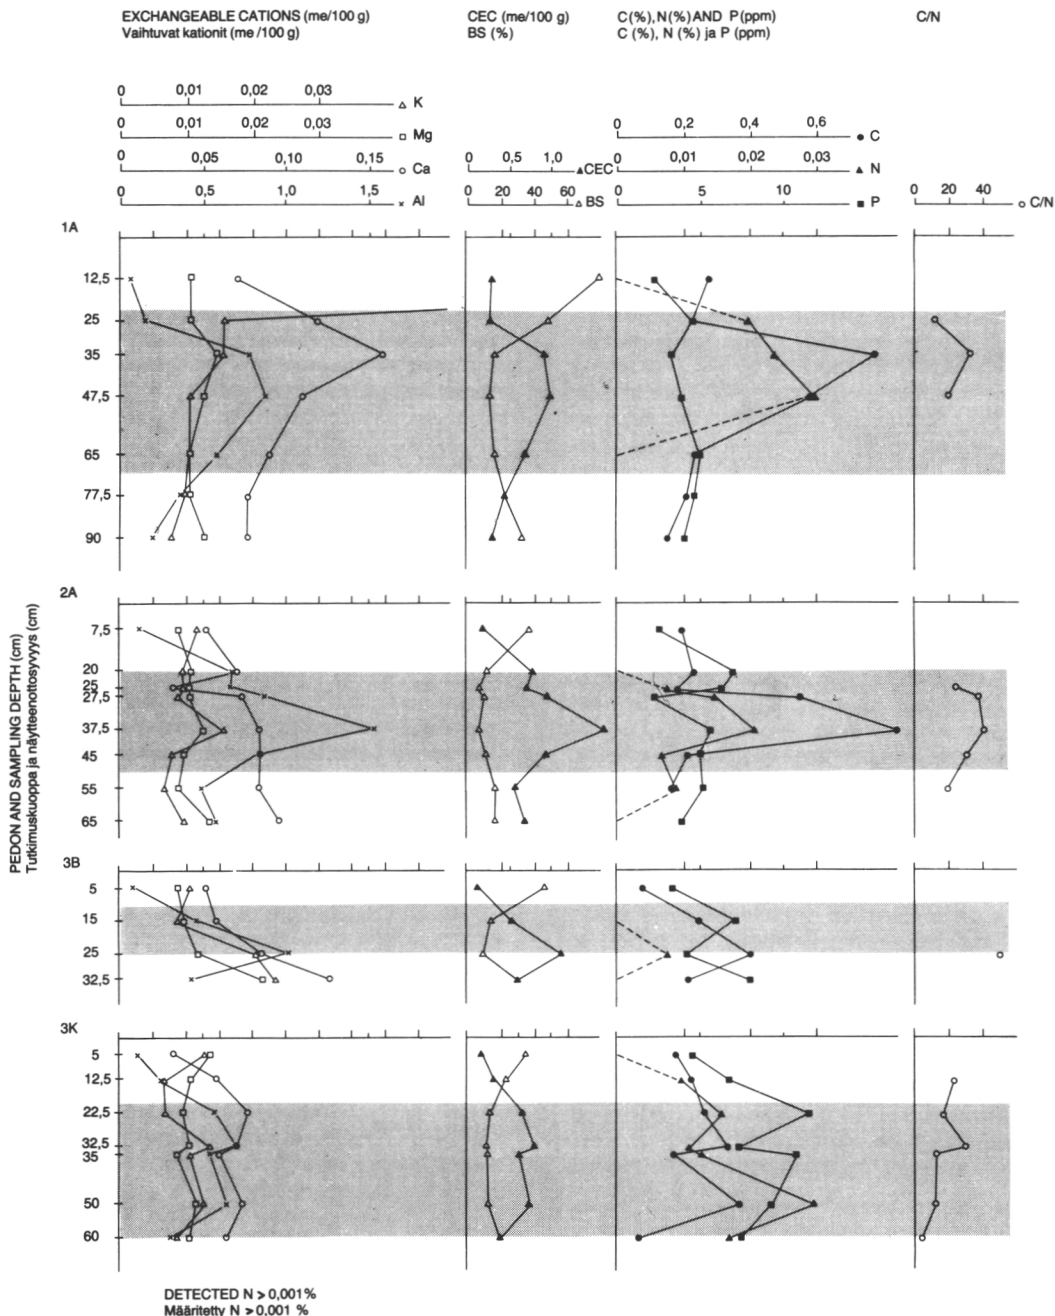 EXCHANGEABLE CATIONS (me/100 g)
Vaihtuvat kationit (me /100 g)
CEC (me/100 g)
BS (%)
C(%), N(%) AND P(ppm)
C (%), N (%) ja P (ppm)
C/N
0 0,01 0,02 0,03 K
0 0,01 0,02 0,03 Mg
0 0,05 0,10 0,15 Ca
0 0,5 1,0 1,5 Al
0 0,5 1,0 CEC
0 20 40 60 BS
0 0,2 0,4 0,6 C
0 0,01 0,02 0,03 N
0 5 10 P
0 20 40 C/N
PEDON AND SAMPLING DEPTH (cm)
Tutkimuskuoppa ja näytteenottosyvyys (cm)
1A
12,5
25
35
47,5
65
77,5
90
2A
7,5
20
25
27,5
37,5
45
55
65
3B
5
15
25
32,5
3K
5
12,5
22,5
32,5
35
50
60
DETECTED N > 0,001%
Määritetty N > 0,001 %